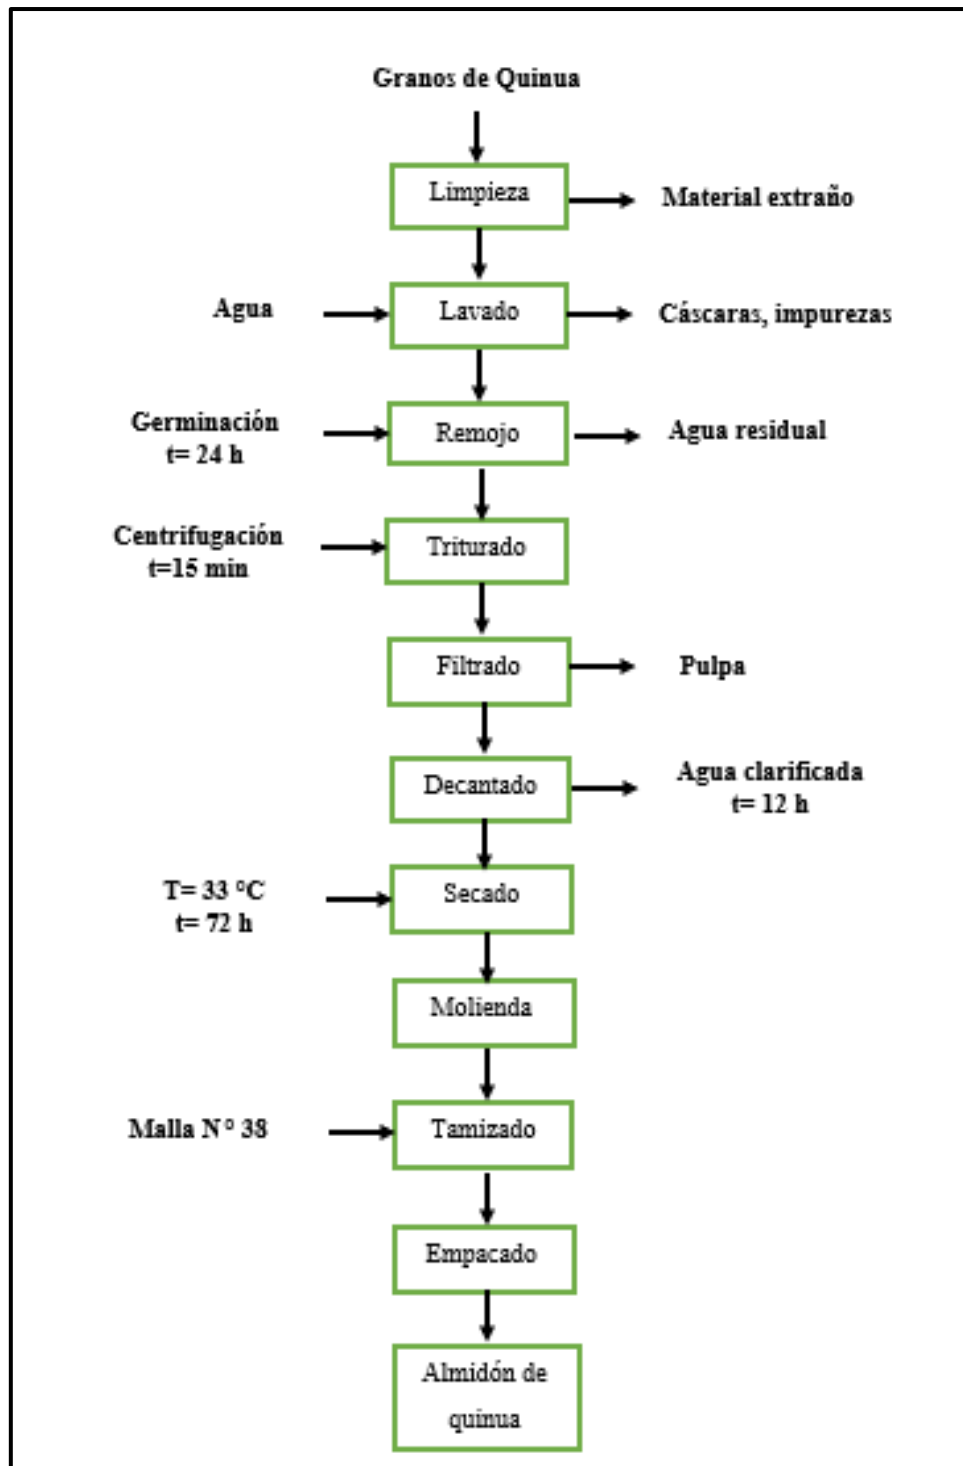 Granos de Quinua
Limpieza
Material extraño
Agua
Lavado
Cáscaras, impurezas
Germinación
t= 24 h
Remojo
Agua residual
Centrifugación
t=15 min
Triturado
Filtrado
Pulpa
Decantado
Agua clarificada
t= 12 h
T= 33 °C
t= 72 h
Secado
Molienda
Malla N° 38
Tamizado
Empacado
Almidón de
quinua